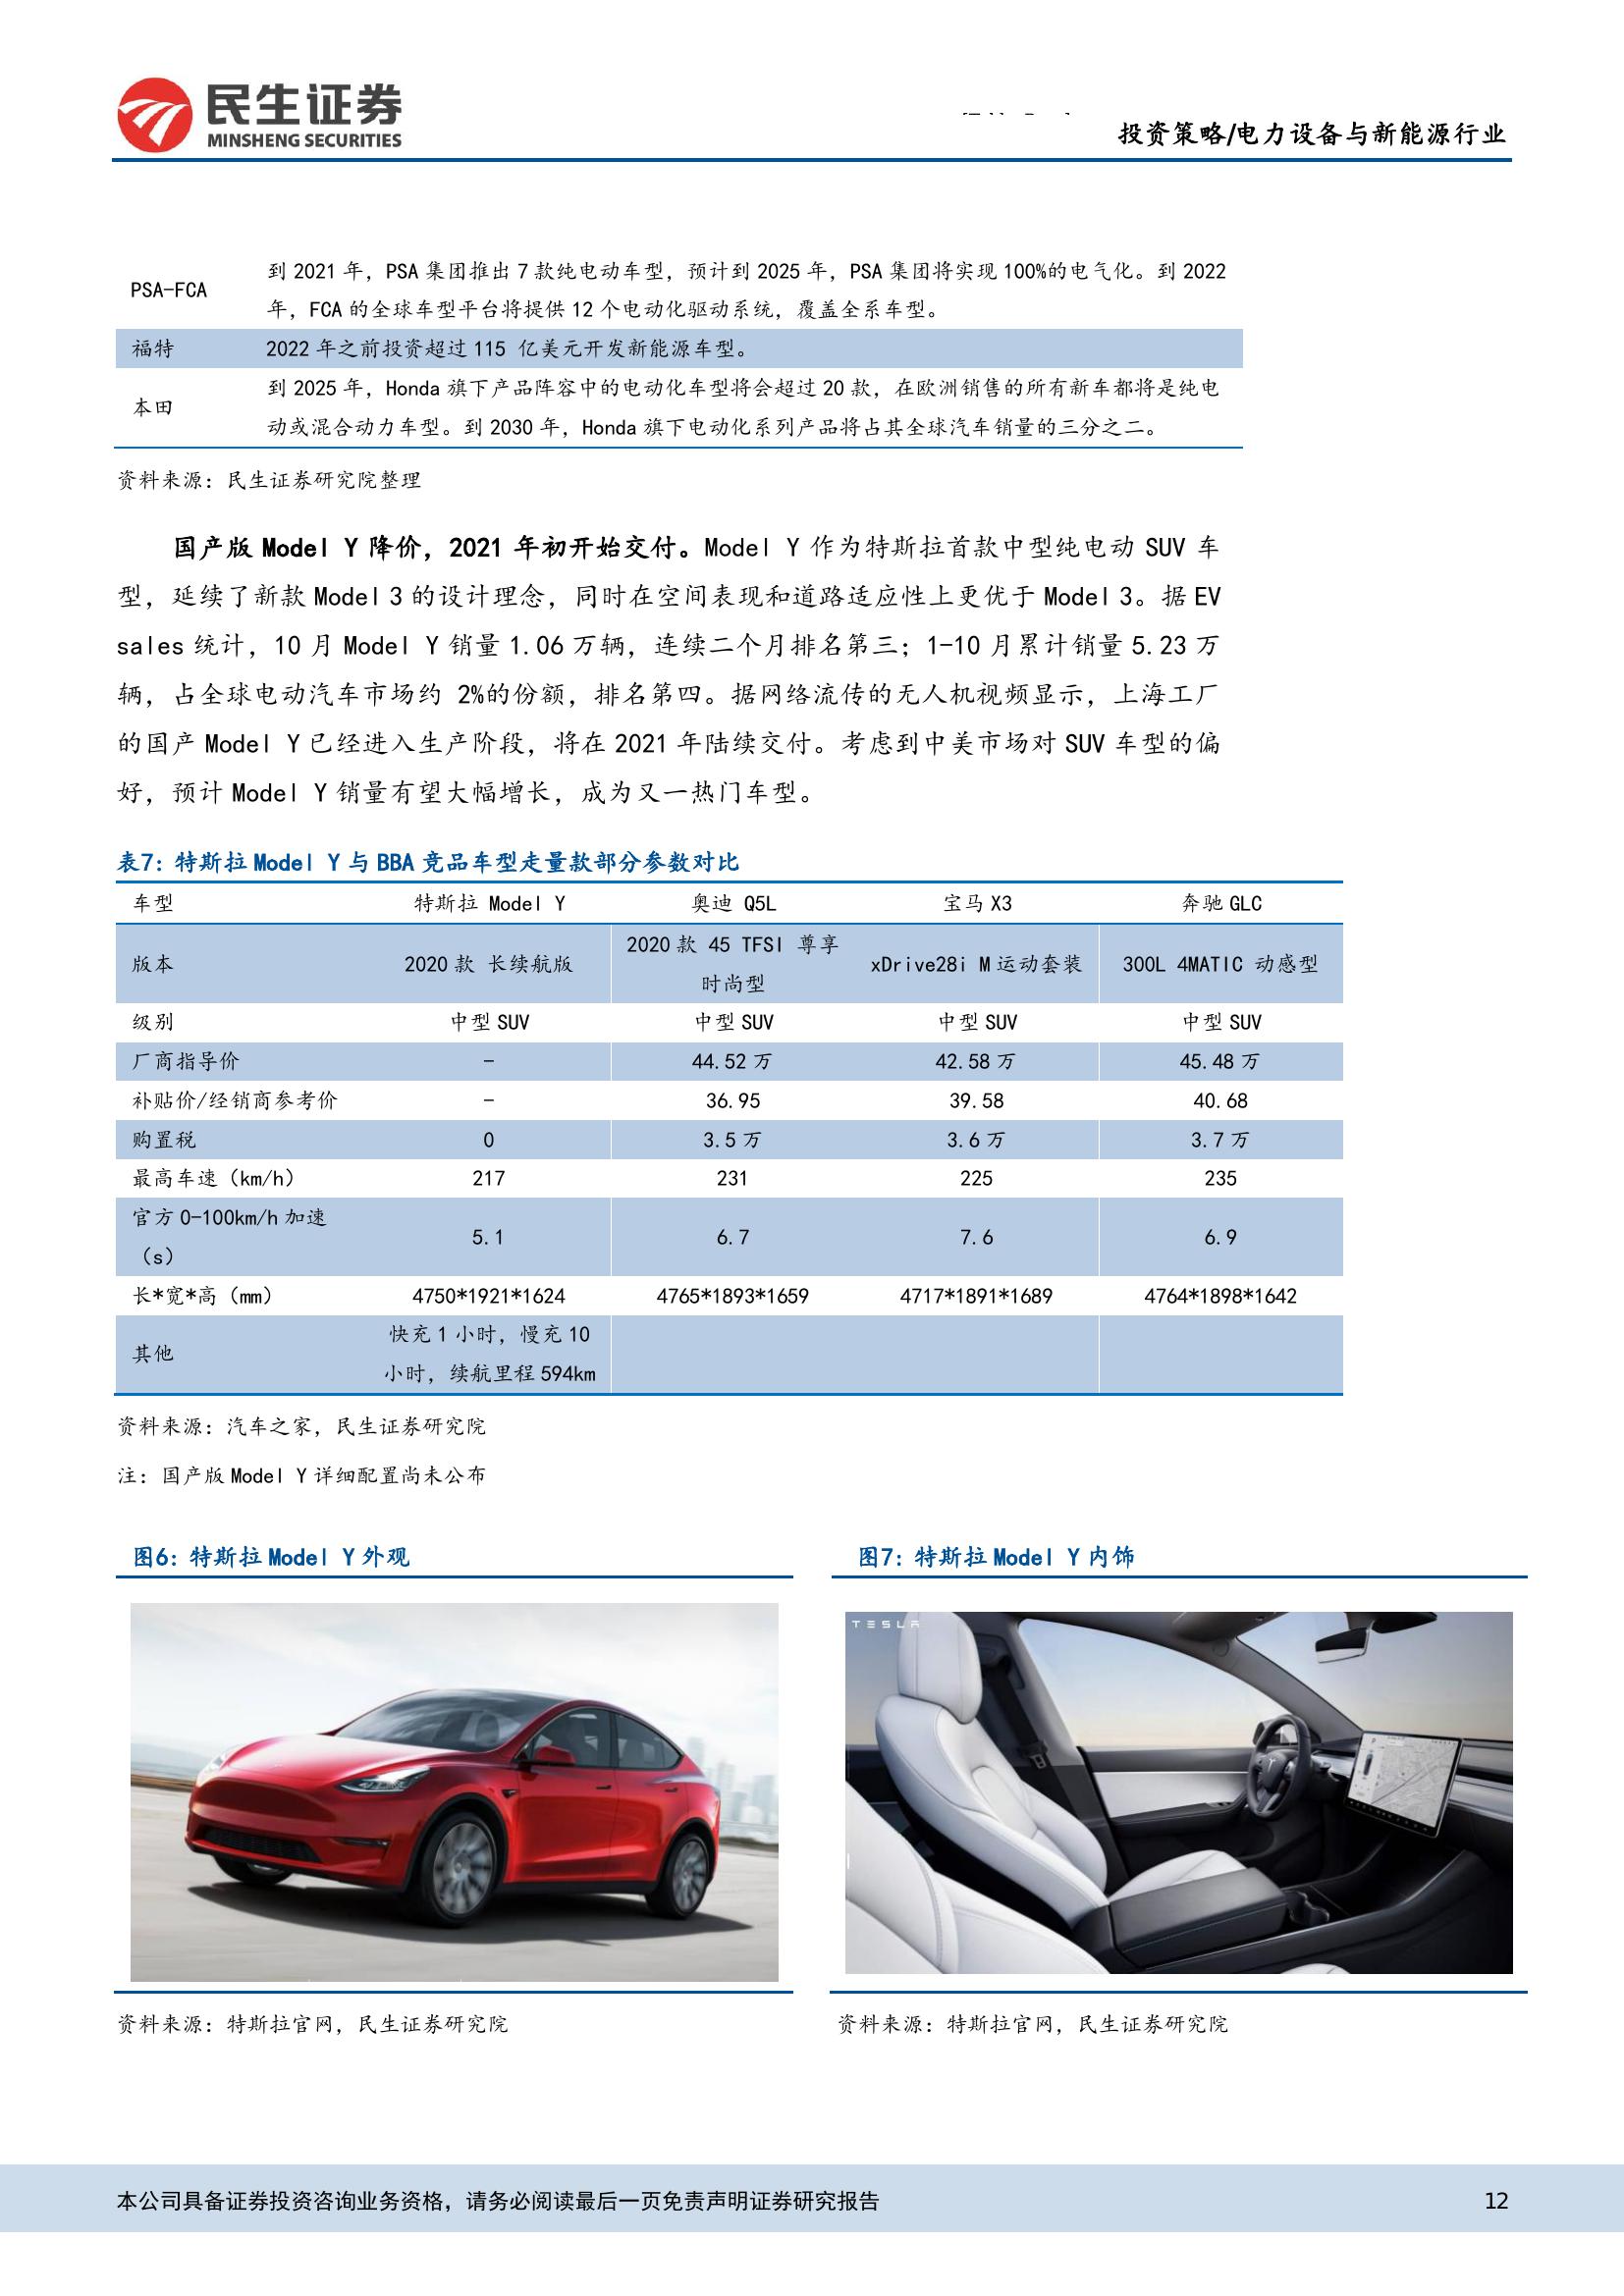 民生证券
MINSHENG SECURITIES
投资策略/电力设备与新能源行业
PSA-FCA 到 2021 年，PSA 集团推出 7 款纯电动车型，预计到 2025 年，PSA 集团将实现 100%的电气化。到 2022
年，FCA 的全球车型平台将提供 12 个电动化驱动系统，覆盖全系车型。
福特 2022 年之前投资超过 115 亿美元开发新能源车型。
本田 到 2025 年，Honda 旗下产品阵容中的电动化车型将会超过 20 款，在欧洲销售的所有新车都将是纯电
动或混合动力车型。到 2030 年，Honda 旗下电动化系列产品将占其全球汽车销量的三分之二。
资料来源：民生证券研究院整理
国产版 Model Y 降价，2021 年初开始交付。Model Y 作为特斯拉首款中型纯电动 SUV 车
型，延续了新款 Model 3 的设计理念，同时在空间表现和道路适应性上更优于 Model 3。据 EV
sales 统计，10 月 Model Y 销量 1.06 万辆，连续二个月排名第三；1-10 月累计销量 5.23 万
辆，占全球电动汽车市场约 2%的份额，排名第四。据网络流传的无人机视频显示，上海工厂
的国产 Model Y 已经进入生产阶段，将在 2021 年陆续交付。考虑到中美市场对 SUV 车型的偏
好，预计 Model Y 销量有望大幅增长，成为又一热门车型。
表7：特斯拉 Model Y 与 BBA 竞品车型走量款部分参数对比
车型 特斯拉 Model Y 奥迪 Q5L 宝马 X3 奔驰 GLC
版本 2020 款 长续航版 2020 款 45 TFSI 尊享 xDrive28i M 运动套装 300L 4MATIC 动感型
时尚型
级别 中型 SUV 中型 SUV 中型 SUV 中型 SUV
厂商指导价 - 44.52 万 42.58 万 45.48 万
补贴价/经销商参考价 - 36.95 39.58 40.68
购置税 0 3.5 万 3.6 万 3.7 万
最高车速（km/h） 217 231 225 235
官方 0-100km/h 加速 5.1 6.7 7.6 6.9
（s）
长*宽*高（mm） 4750*1921*1624 4765*1893*1659 4717*1891*1689 4764*1898*1642
其他 快充 1 小时，慢充 10
小时，续航里程 594km
资料来源：汽车之家，民生证券研究院
注：国产版 Model Y 详细配置尚未公布
图6：特斯拉 Model Y 外观
图7：特斯拉 Model Y 内饰
TESLA
资料来源：特斯拉官网，民生证券研究院
资料来源：特斯拉官网，民生证券研究院
本公司具备证券投资咨询业务资格，请务必阅读最后一页免责声明证券研究报告 12